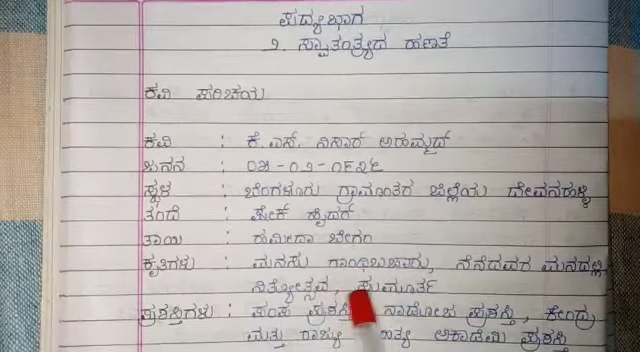 ಪದ್ಯಭಾಗ
೨. ಸ್ವಾತಂತ್ರ್ಯದ ಹಣತೆ
ಕವಿ ಪರಿಚಯ
ಕವಿ : ಕೆ.ಎಸ್. ನಿಸಾರ್ ಅಹಮ್ಮದ್
ಜನನ : ೦೫-೦೨-೧೯೩೬
ಸ್ಥಳ : ಬೆಂಗಳೂರು ಗ್ರಾಮಾಂತರ ಜಿಲ್ಲೆಯ ದೇವನಹಳ್ಳಿ
ತಂದೆ : ಷೇಕ್ ಹೈದರ್
ತಾಯಿ : ಹಮೀದಾ ಬೇಗಂ
ಕೃತಿಗಳು : ಮನಸು ಗಾಂಧಿಬಜಾರು, ನೆನೆದವರ ಮನದಲ್ಲಿ
ನಿತ್ಯೋತ್ಸವ,
ಪ್ರಶಸ್ತಿಗಳು : ಪಂಪ ಪ್ರಶಸ್ತಿ ನಾಡೋಜ ಪ್ರಶಸ್ತಿ, ಕೇಂದ್ರ
ಮತ್ತು ರಾಜ್ಯ ಅಕಾಡೆಮಿ ಪ್ರಶಸ್ತಿ